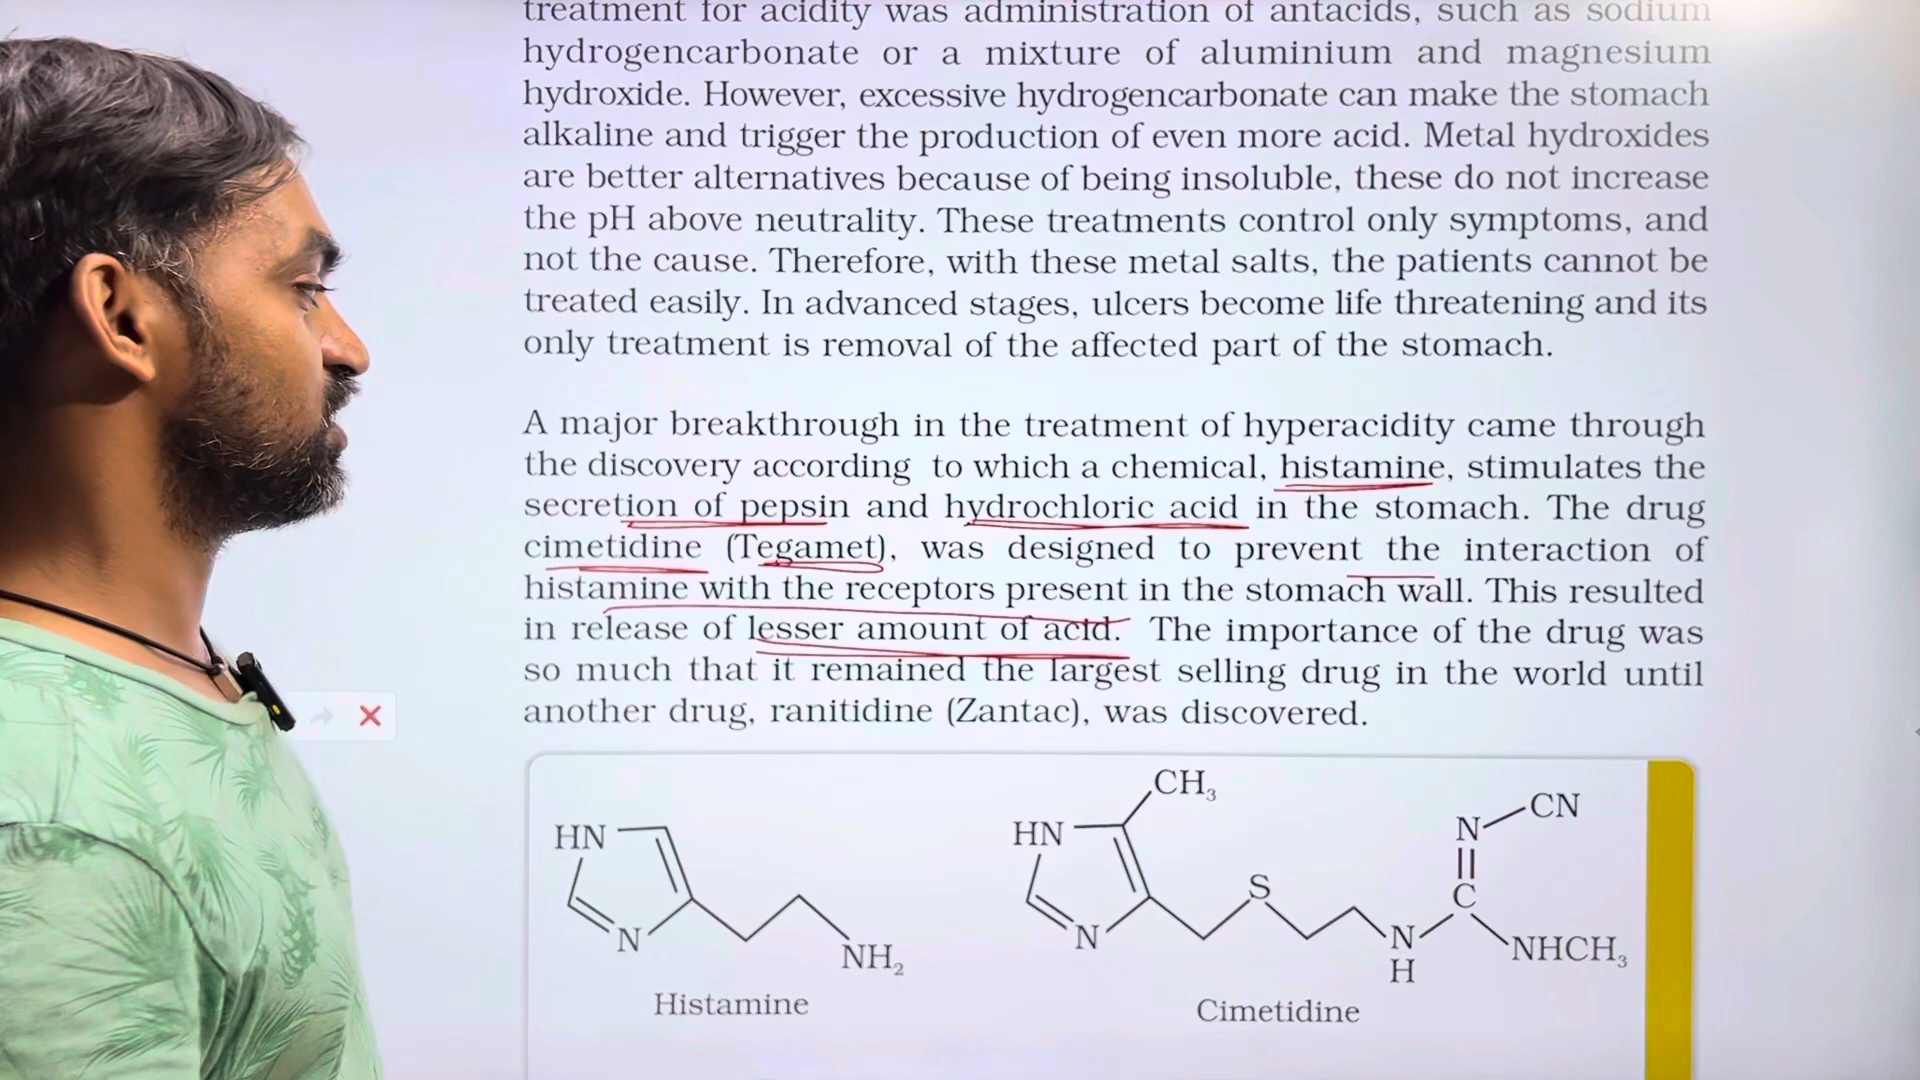 treatment for acidity was administration of antacids, such as sodium
hydrogencarbonate or a mixture of aluminium and magnesium
hydroxide. However, excessive hydrogencarbonate can make the stomach
alkaline and trigger the production of even more acid. Metal hydroxides
are better alternatives because of being insoluble, these do not increase
the pH above neutrality. These treatments control only symptoms, and
not the cause. Therefore, with these metal salts, the patients cannot be
treated easily. In advanced stages, ulcers become life threatening and its
only treatment is removal of the affected part of the stomach.
A major breakthrough in the treatment of hyperacidity came through
the discovery according to which a chemical, histamine, stimulates the
secretion of pepsin and hydrochloric acid in the stomach. The drug
cimetidine (Tegamet), was designed to prevent the interaction of
histamine with the receptors present in the stomach wall. This resulted
in release of lesser amount of acid. The importance of the drug was
so much that it remained the largest selling drug in the world until
another drug, ranitidine (Zantac), was discovered.
HN
N
NH₂
Histamine
CH₃
HN
N
S
N
H
C
N
CN
NHCH₃
Cimetidine